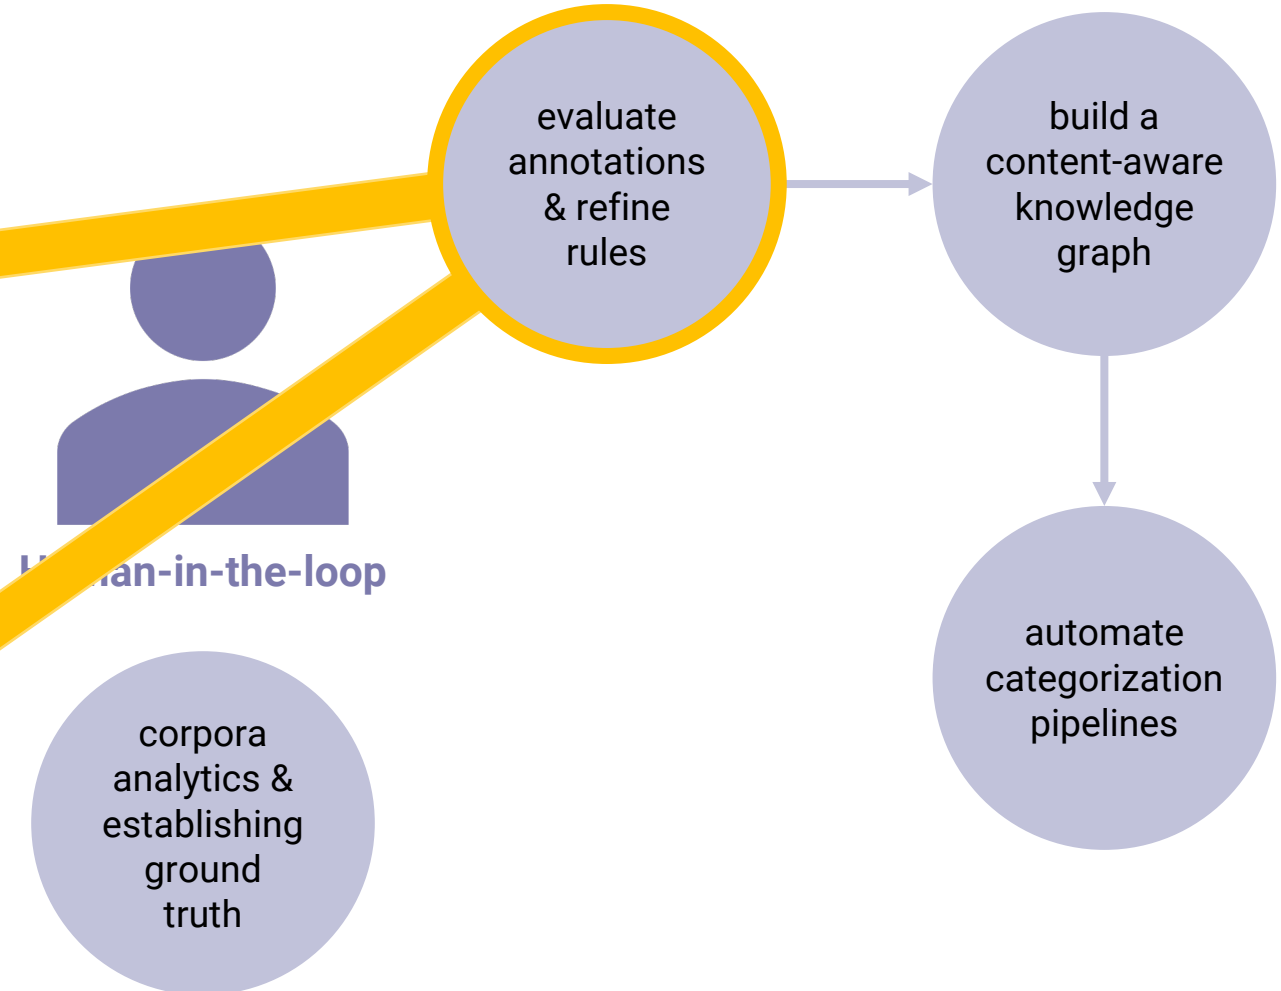 evaluate
annotations
& refine
rules
build a
content-aware
knowledge
graph
-in-the-loop
automate
categorization
pipelines
corpora
analytics &
establishing
ground
truth